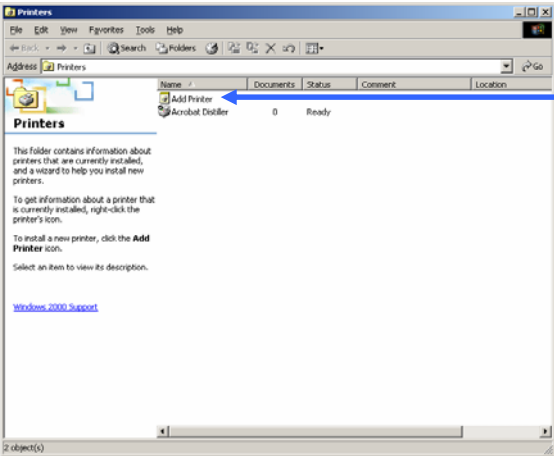 Printers
File Edit View Favorites Tools Help
Back Search Folders
Address Printers Go
Name Documents Status Comment Location
Add Printer
Acrobat Distiller 0 Ready
Printers
This folder contains information about
printers that are currently installed,
and a wizard to help you install new
printers.
To get information about a printer that
is currently installed, right-click the
printer's icon.
To install a new printer, click the Add
Printer icon.
Select an item to view its description.
Windows 2000 Support
2 object(s)